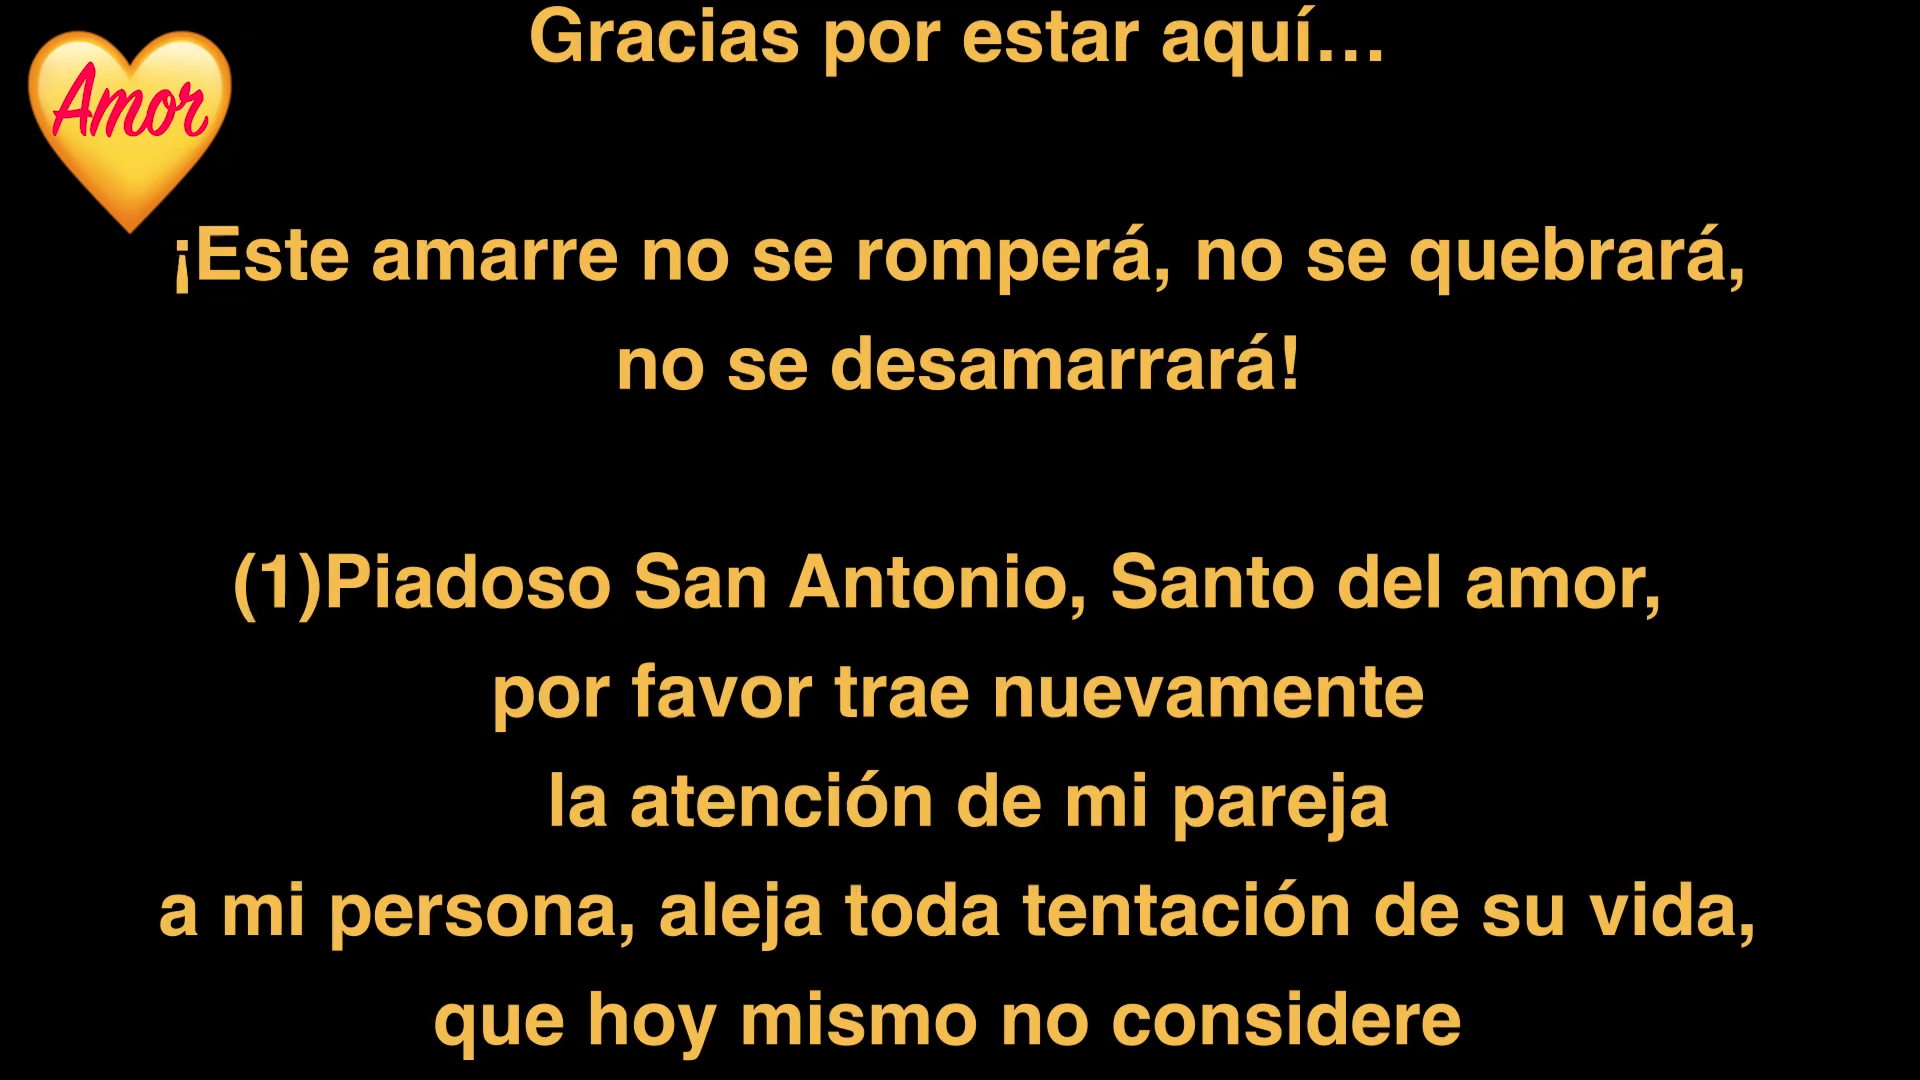 Gracias por estar aquí...
Amor
¡Este amarre no se romperá, no se quebrará,
no se desamarrará!
(1)Piadoso San Antonio, Santo del amor,
por favor trae nuevamente
la atención de mi pareja
a mi persona, aleja toda tentación de su vida,
que hoy mismo no considere